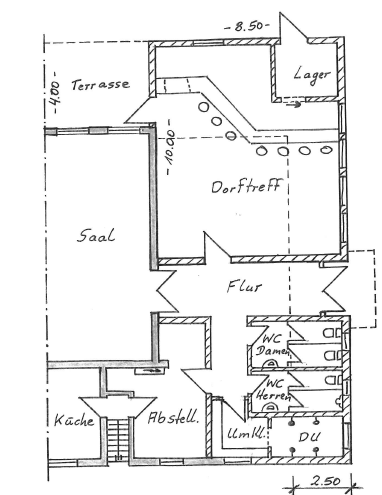 - 8.50 -
Lager
Terrasse
- 4.00 -
- 10.00 -
Dorftreff
Saal
Flur
WC
Damen
WC
Herren
Küche
Abstell.
Umkl.
DU
2.50